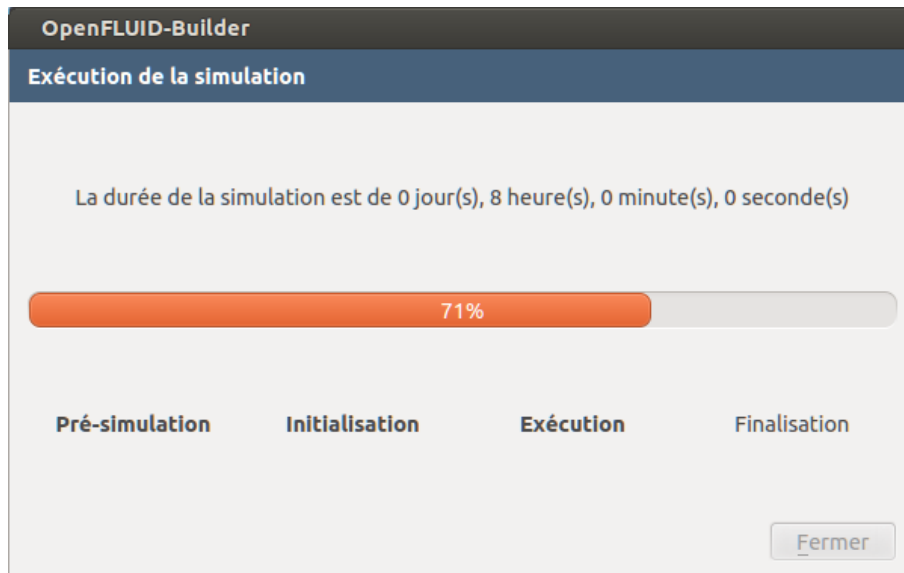 OpenFLUID-Builder
Exécution de la simulation
La durée de la simulation est de 0 jour(s), 8 heure(s), 0 minute(s), 0 seconde(s)
71%
Pré-simulation Initialisation Exécution Finalisation
Fermer